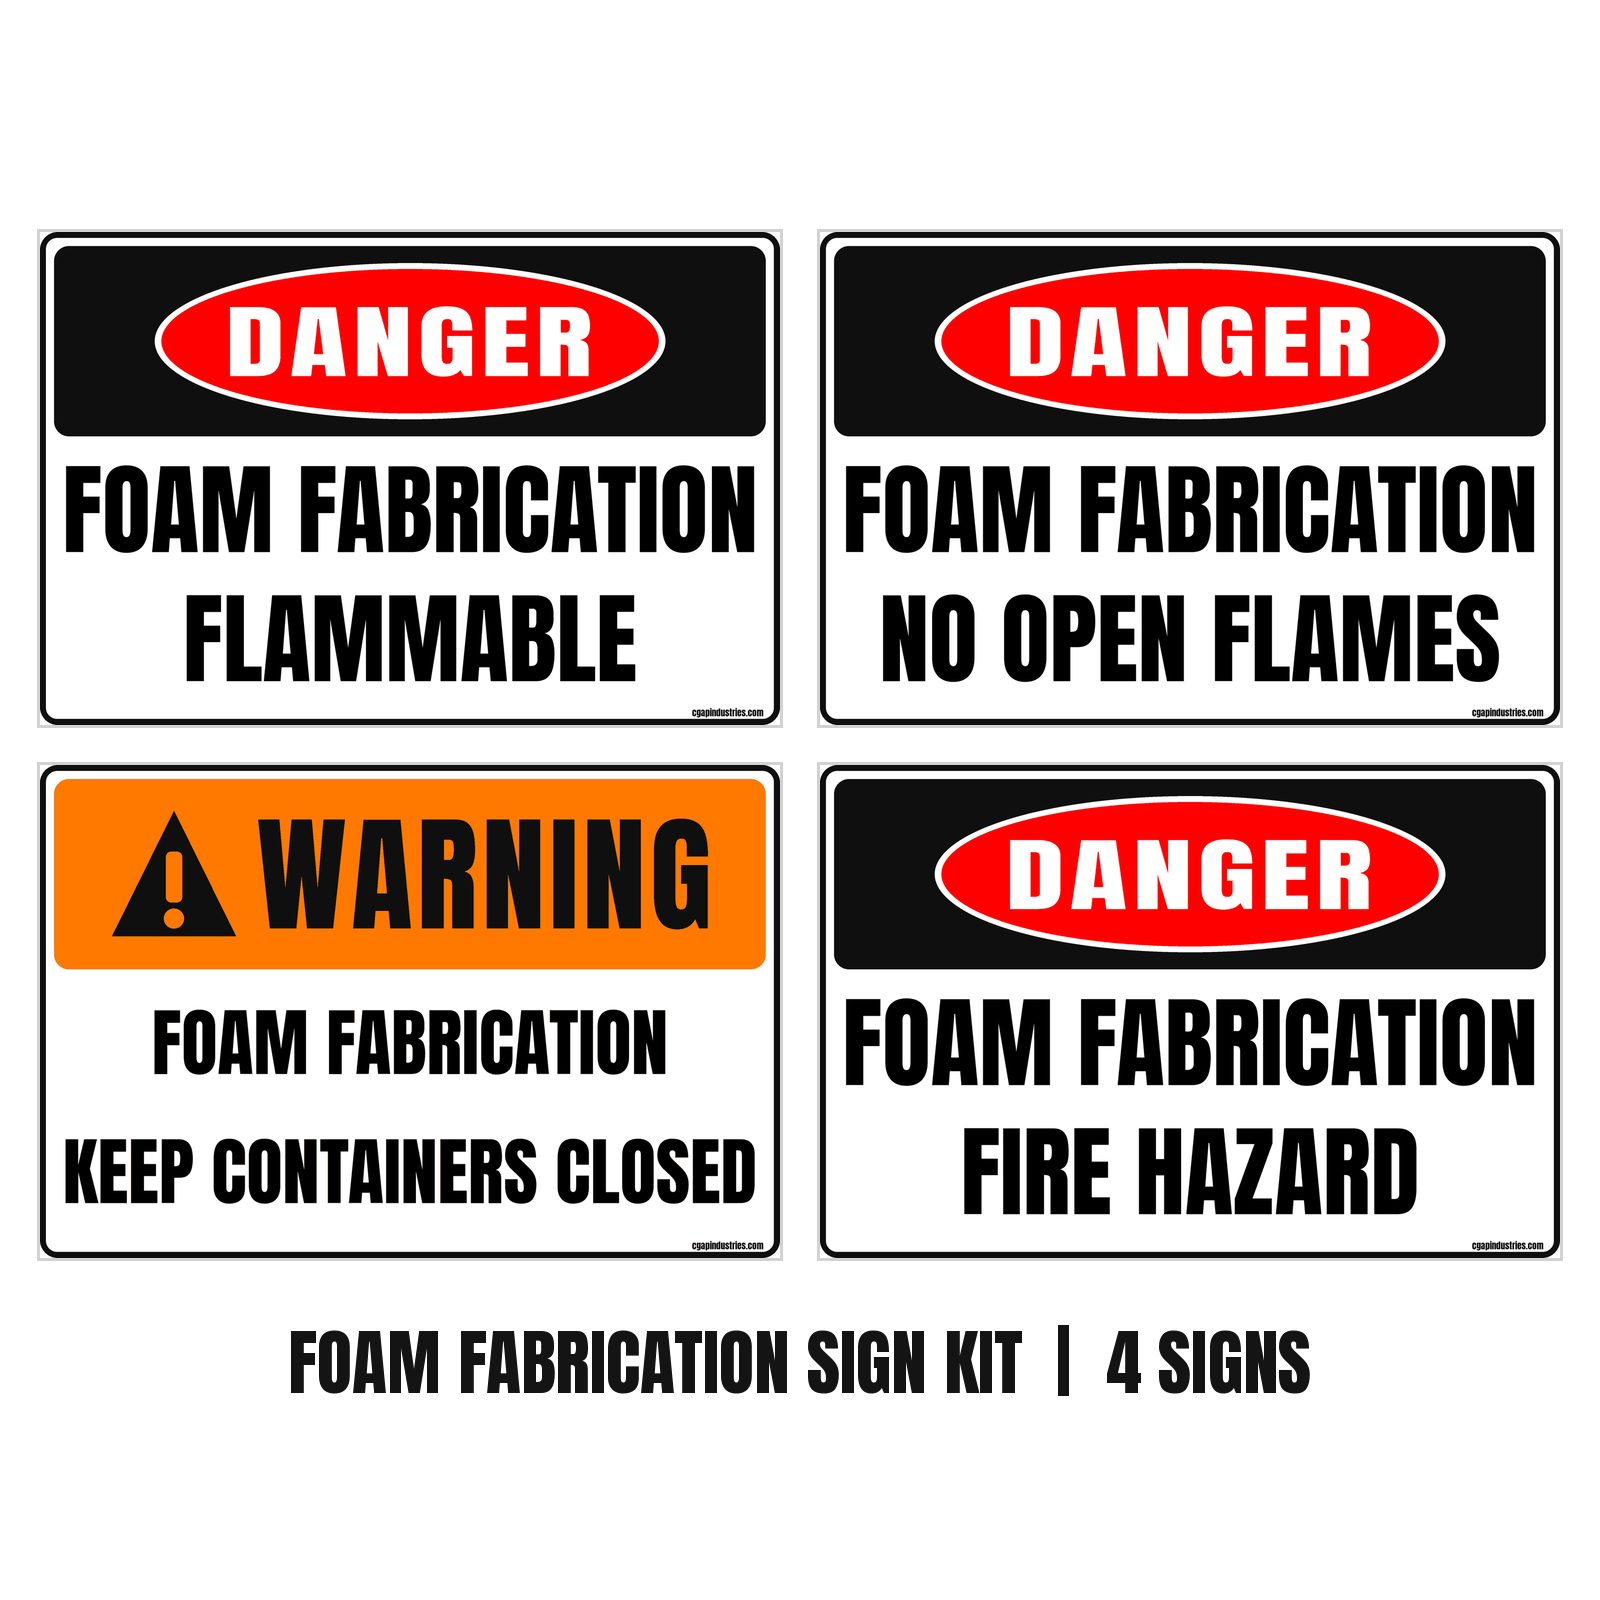 DANGER
FOAM FABRICATION
FLAMMABLE
cgapindustries.com
DANGER
FOAM FABRICATION
NO OPEN FLAMES
cgapindustries.com
WARNING
FOAM FABRICATION
KEEP CONTAINERS CLOSED
cgapindustries.com
DANGER
FOAM FABRICATION
FIRE HAZARD
cgapindustries.com
FOAM FABRICATION SIGN KIT | 4 SIGNS